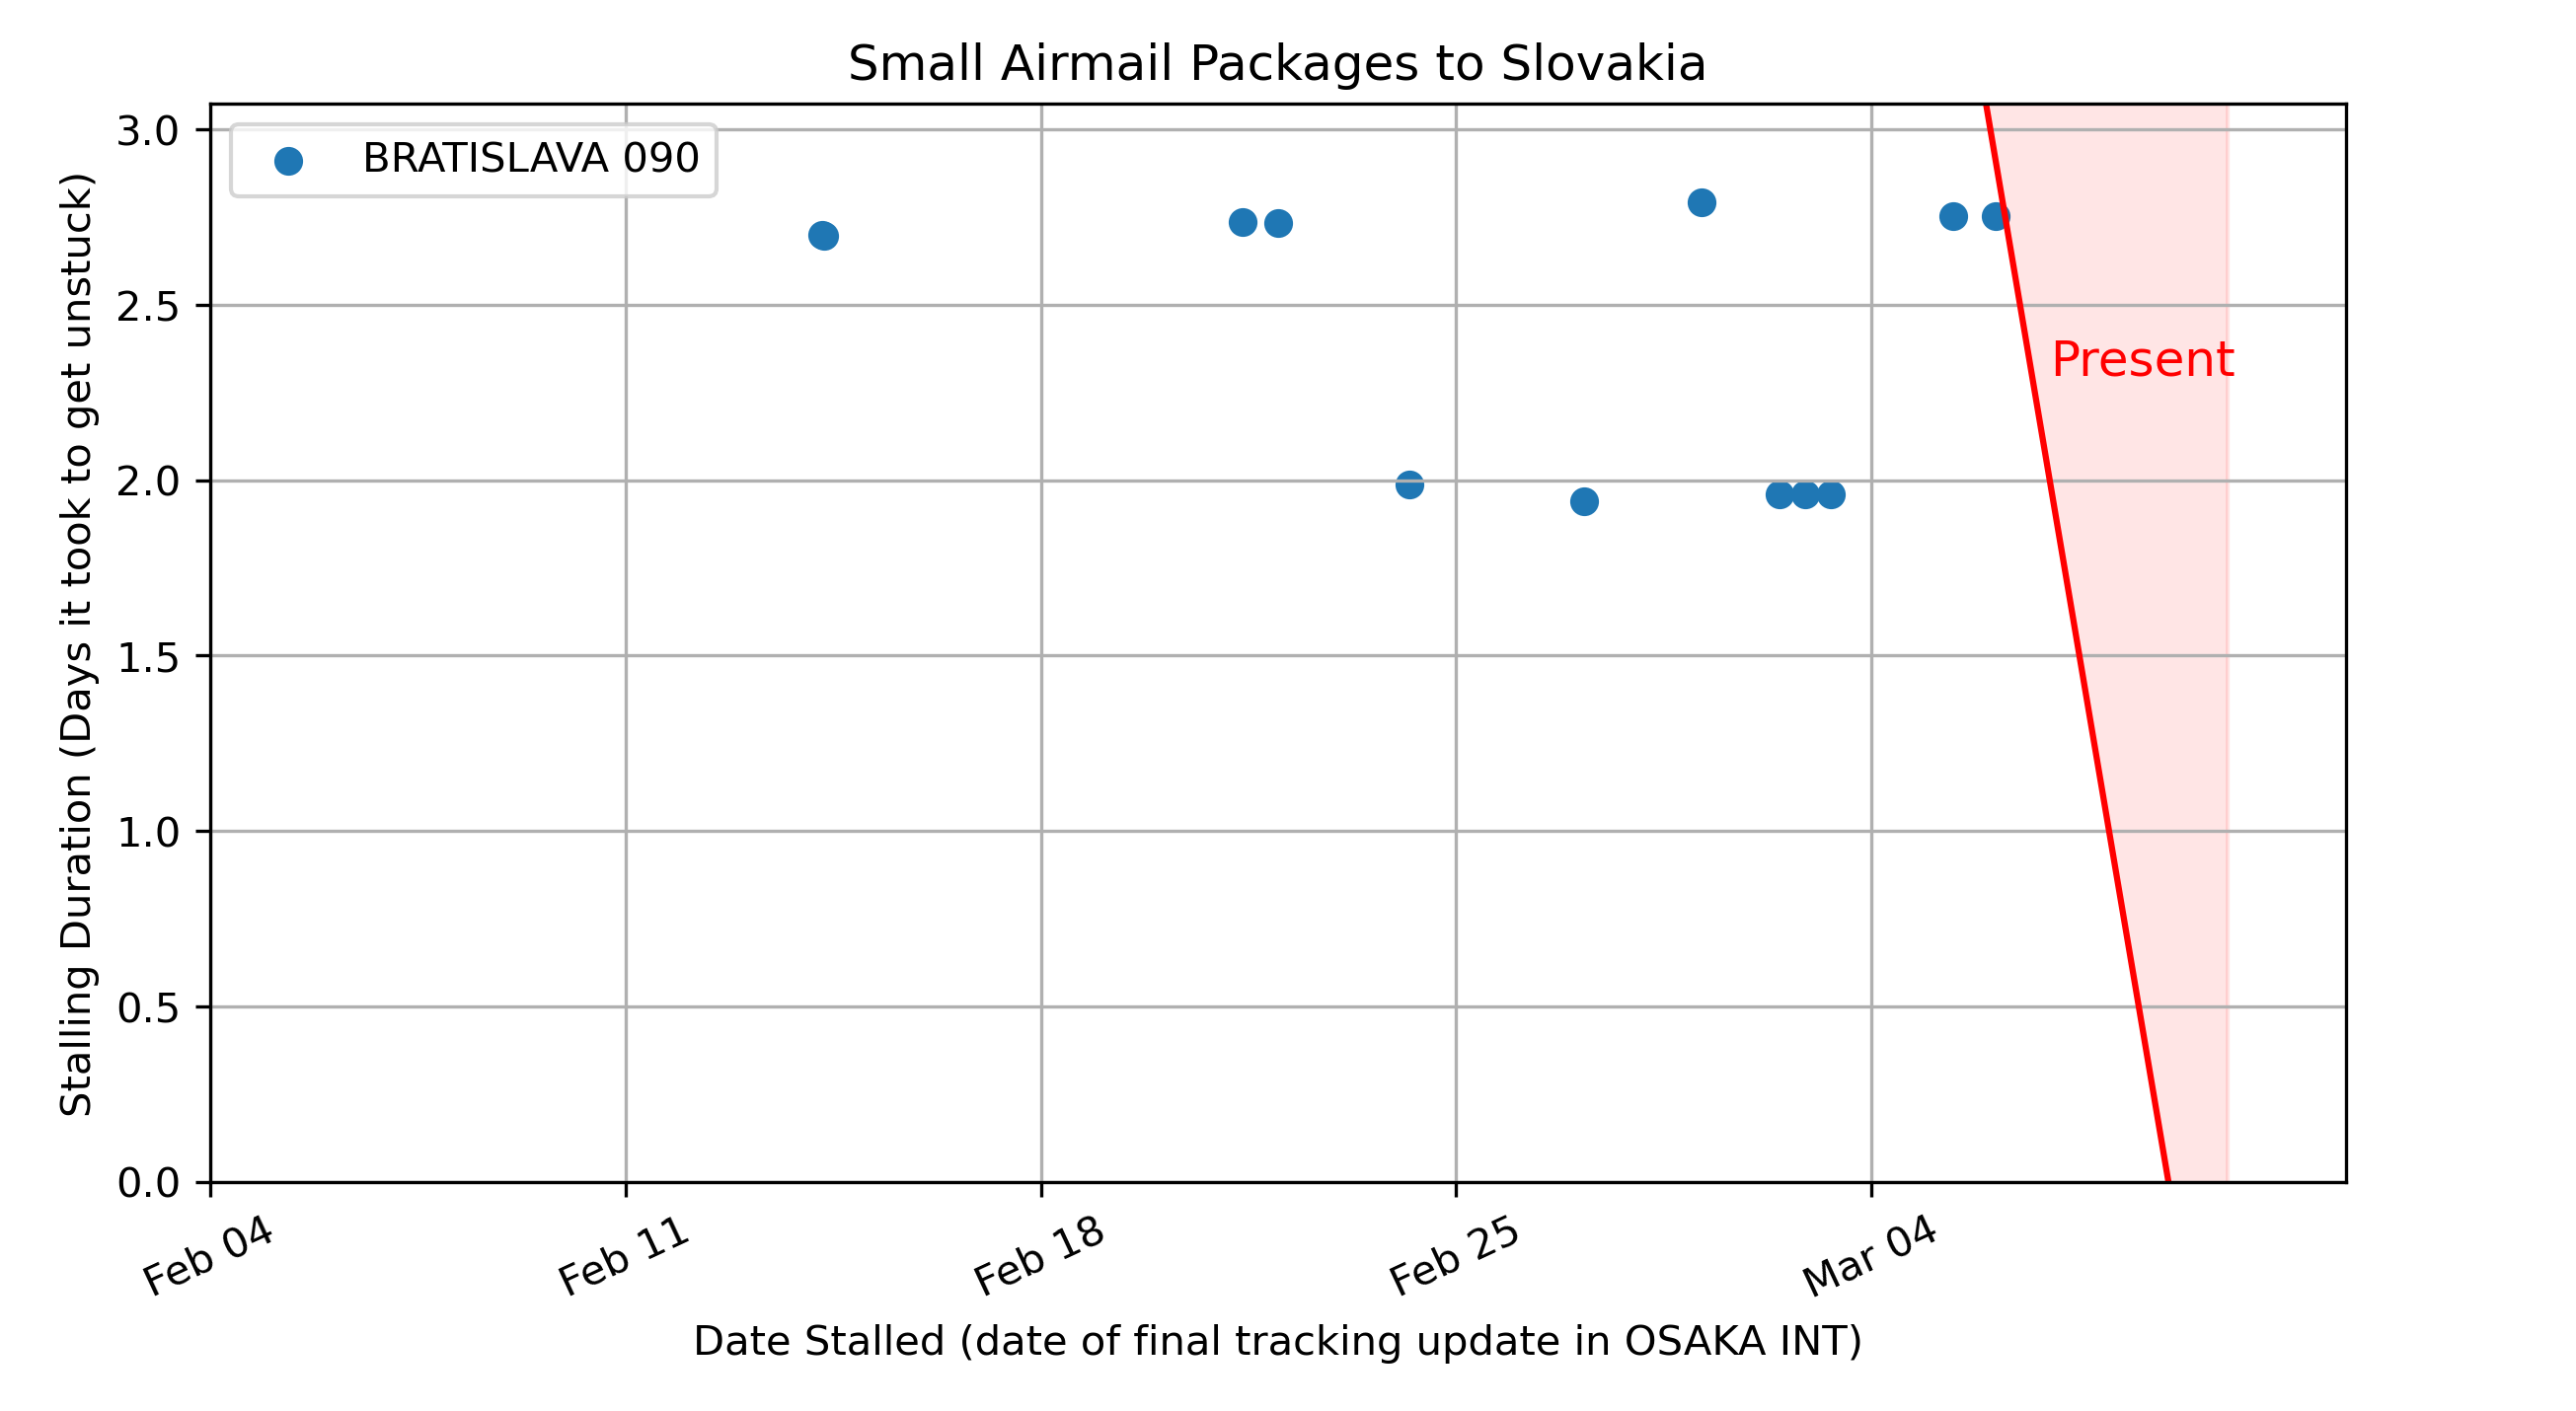 Small Airmail Packages to Slovakia
BRATISLAVA 090
Present
Stalling Duration (Days it took to get unstuck)
3.0
2.5
2.0
1.5
1.0
0.5
0.0
Feb 04
Feb 11
Feb 18
Feb 25
Mar 04
Date Stalled (date of final tracking update in OSAKA INT)